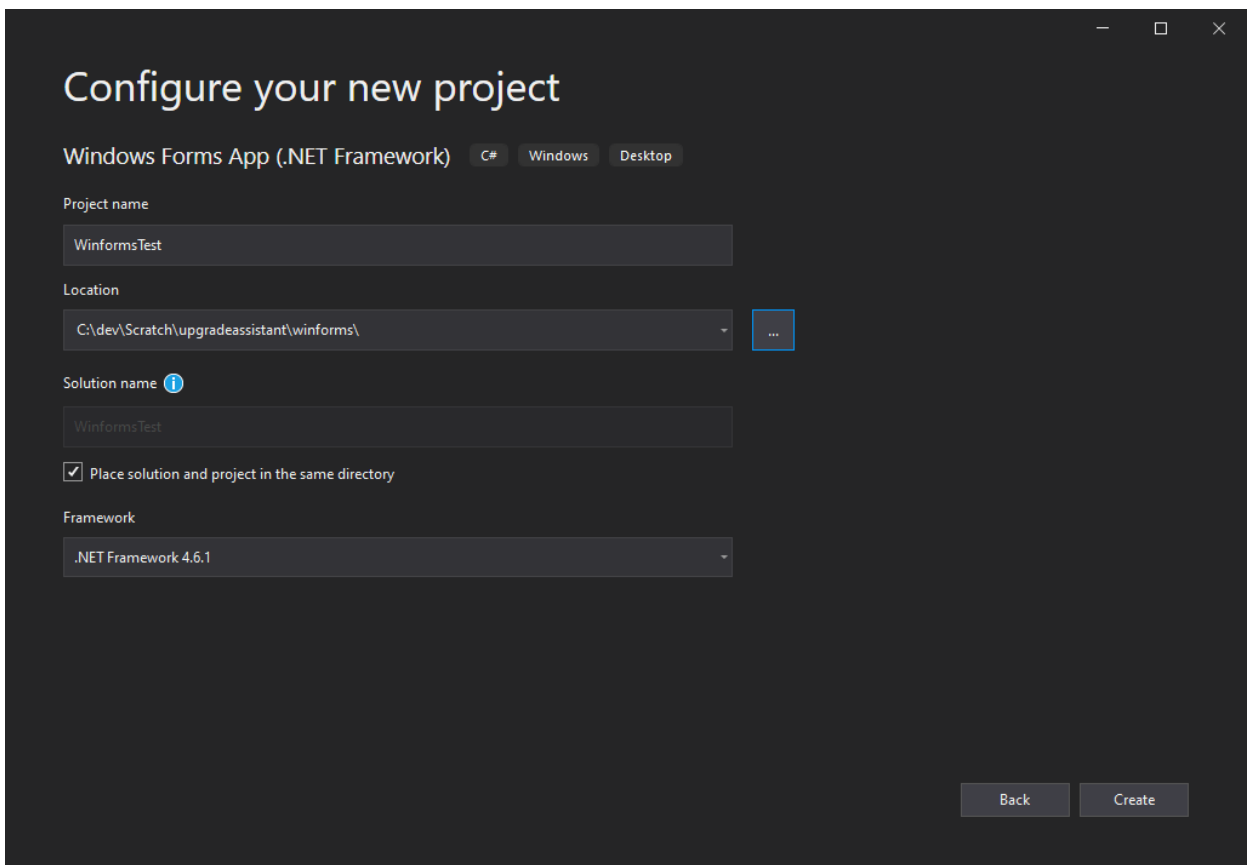 Configure your new project
Windows Forms App (.NET Framework) C# Windows Desktop
Project name
WinformsTest
Location
C:\dev\Scratch\upgradeassistant\winforms\
...
Solution name
WinformsTest
Place solution and project in the same directory
Framework
.NET Framework 4.6.1
Back Create